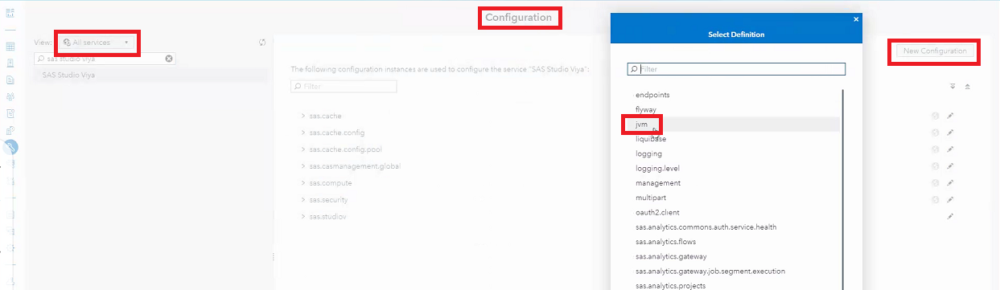 Configuration
View: All services
sas studio viya
SAS Studio Viya
The following configuration instances are used to configure the service "SAS Studio Viya":
Filter
sas.cache
sas.cache.config
sas.cache.config.pool
sas.casmanagement.global
sas.compute
sas.security
sas.studiov
Select Definition
Filter
endpoints
flyway
jvm
liquibase
logging
logging.level
management
multipart
oauth2.client
sas.analytics.commons.auth.service.health
sas.analytics.flows
sas.analytics.gateway
sas.analytics.gateway.job.segment.execution
sas.analytics.projects
New Configuration